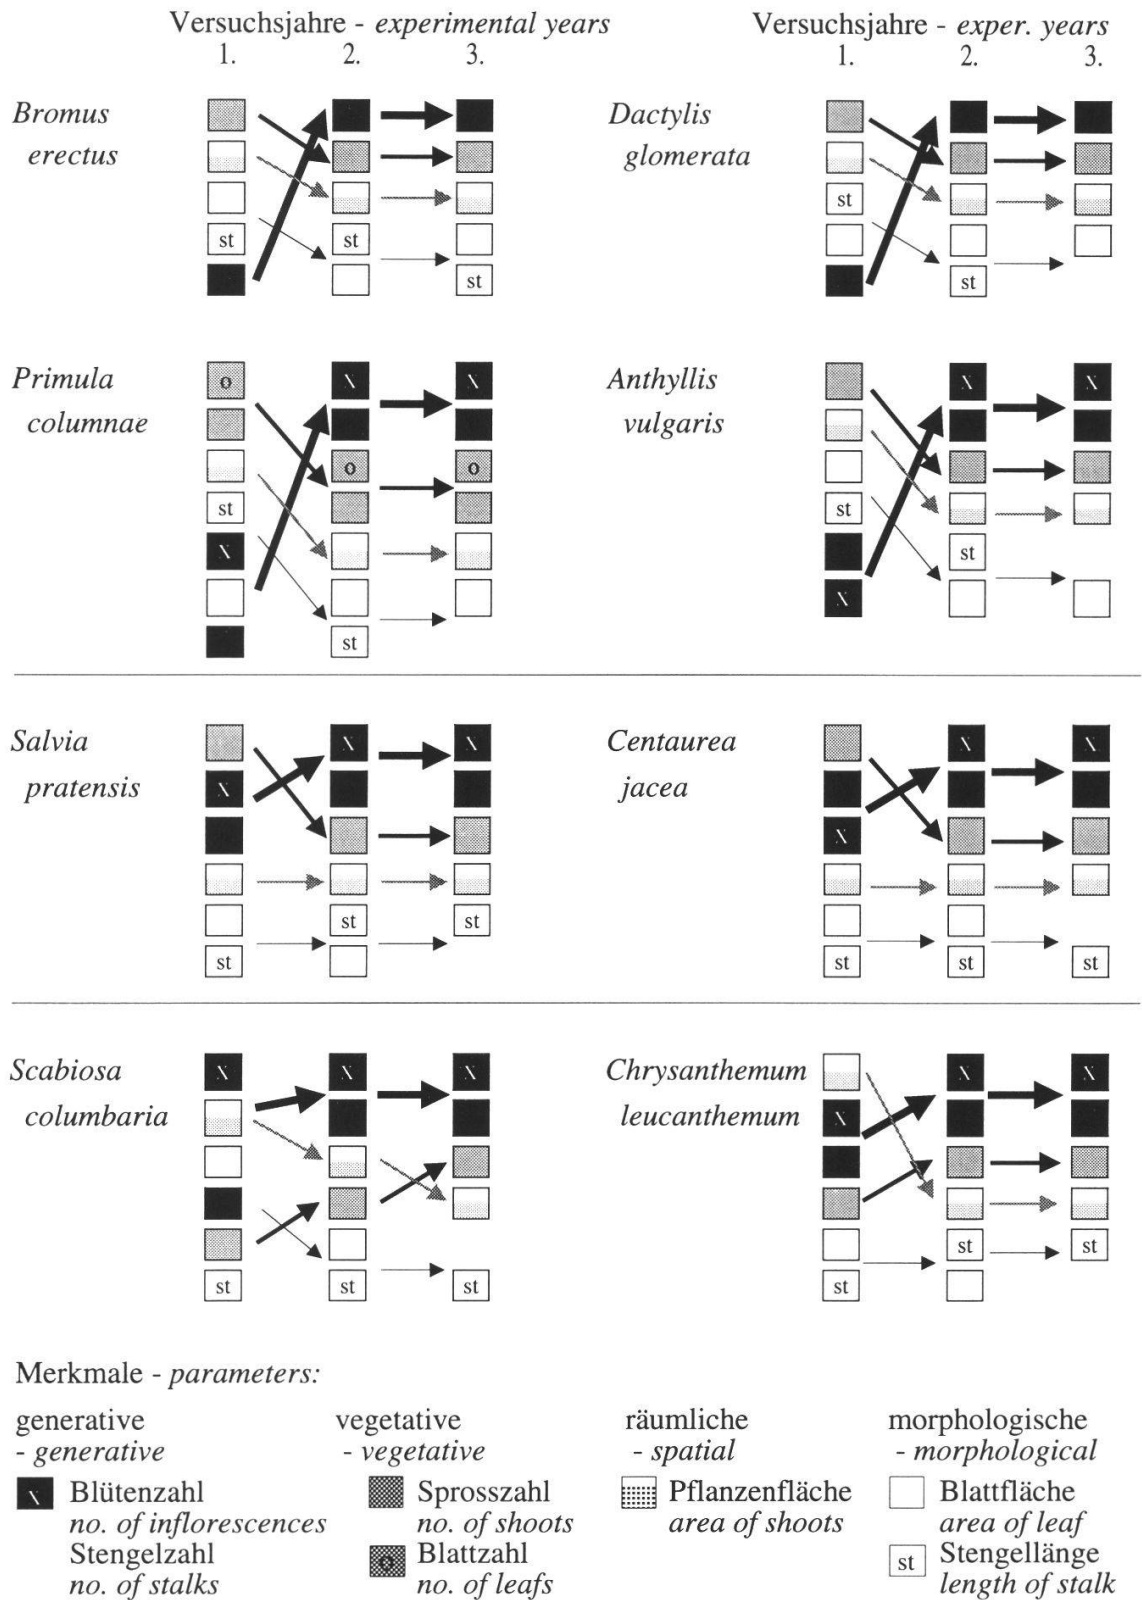 Versuchsjahre - experimental years
1. 2. 3.
Versuchsjahre - exper. years
1. 2. 3.
Bromus
erectus
st st
st
Dactylis
glomerata
st
st
Primula
columnae
o X X
o o
st
X
st
Anthyllis
vulgaris
X X
st
st
X
Salvia
pratensis
X X
X
st st
st
Centaurea
jacea
X X
X
st st st
Scabiosa
columbaria
X X X
st st st
Chrysanthemum
leucanthemum
X X
X
st st
st
Merkmale - parameters:
generative
- generative
X Blütenzahl
no. of inflorescences
Stengelzahl
no. of stalks
vegetative
- vegetative
Sprosszahl
no. of shoots
o Blattzahl
no. of leafs
räumliche
- spatial
Pflanzenfläche
area of shoots
morphologische
- morphological
Blattfläche
area of leaf
st Stengellänge
length of stalk